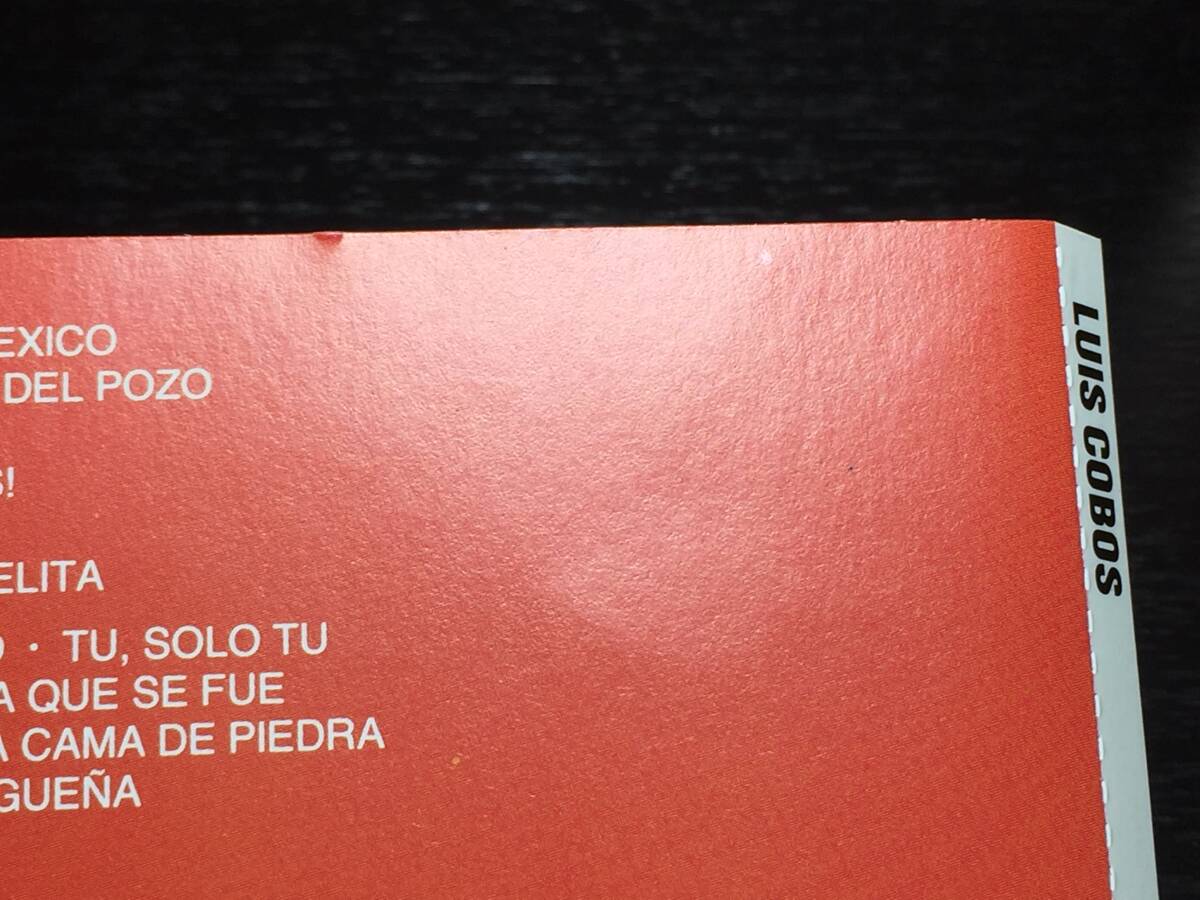 EXICO
DEL POZO
S!
ELITA
O · TU, SOLO TU
A QUE SE FUE
A CAMA DE PIEDRA
GUEÑA
LUIS COBOS